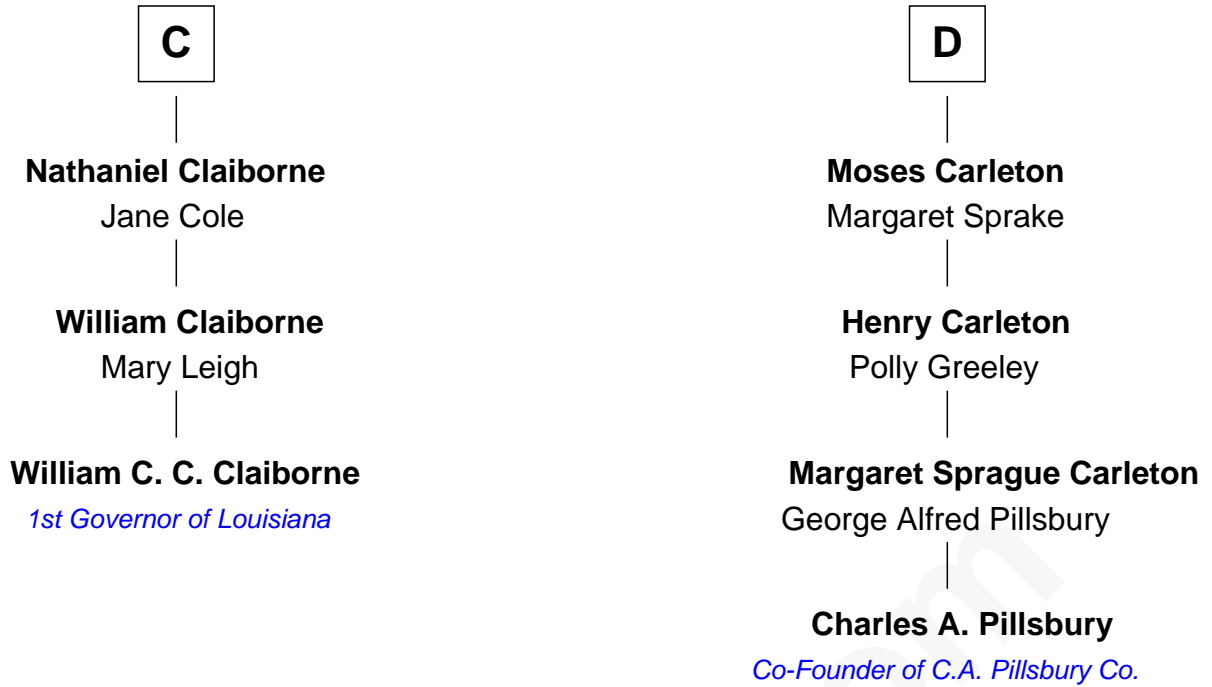 C
Nathaniel Claiborne
Jane Cole
William Claiborne
Mary Leigh
William C. C. Claiborne
1st Governor of Louisiana
D
Moses Carleton
Margaret Sprake
Henry Carleton
Polly Greeley
Margaret Sprague Carleton
George Alfred Pillsbury
Charles A. Pillsbury
Co-Founder of C.A. Pillsbury Co.